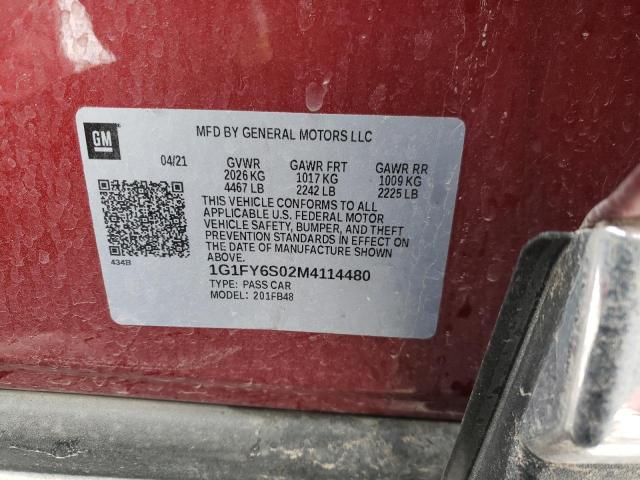 GM
MFD BY GENERAL MOTORS LLC
04/21 GVWR GAWR FRT GAWR RR
2026 KG 1017 KG 1009 KG
4467 LB 2242 LB 2225 LB
THIS VEHICLE CONFORMS TO ALL
APPLICABLE U.S. FEDERAL MOTOR
VEHICLE SAFETY, BUMPER, AND THEFT
PREVENTION STANDARDS IN EFFECT ON
THE DATE OF MANUFACTURE SHOWN
ABOVE.
434B
1G1FY6S02M4114480
TYPE: PASS CAR
MODEL: 201FB48